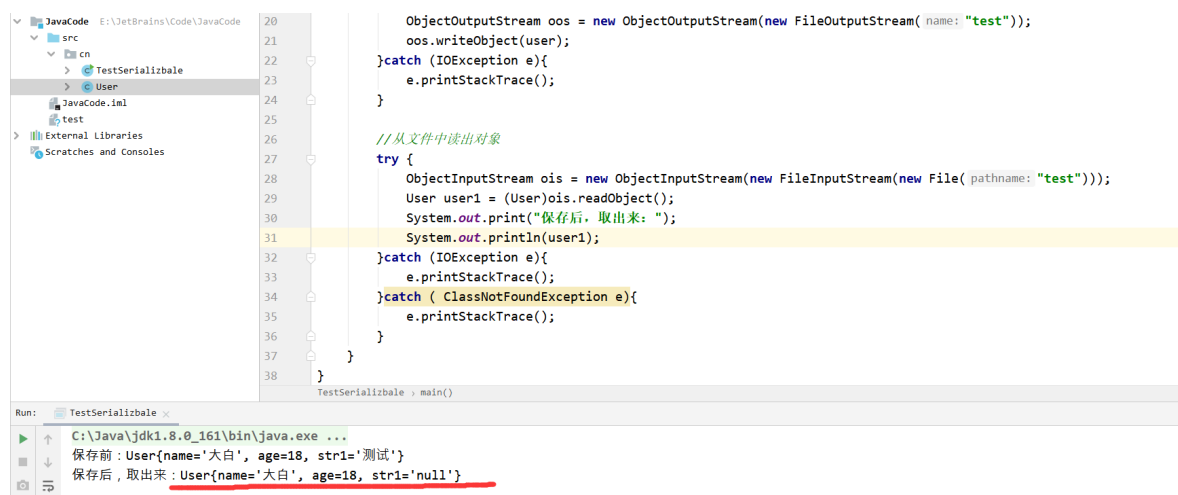 JavaCode E:\JetBrains\Code\JavaCode
src
cn
TestSerializbale
User
JavaCode.iml
test
External Libraries
Scratches and Consoles
20 ObjectOutputStream oos = new ObjectOutputStream(new FileOutputStream( name: "test"));
21 oos.writeObject(user);
22 }catch (IOException e){
23 e.printStackTrace();
24 }
25
26 //从文件中读出对象
27 try {
28 ObjectInputStream ois = new ObjectInputStream(new FileInputStream(new File( pathname: "test")));
29 User user1 = (User)ois.readObject();
30 System.out.print("保存后，取出来：");
31 System.out.println(user1);
32 }catch (IOException e){
33 e.printStackTrace();
34 }catch ( ClassNotFoundException e){
35 e.printStackTrace();
36 }
37 }
38 }
TestSerializbale › main()
Run: TestSerializbale ×
C:\Java\jdk1.8.0_161\bin\java.exe ...
保存前：User{name='大白', age=18, str1='测试'}
保存后，取出来：User{name='大白', age=18, str1='null'}